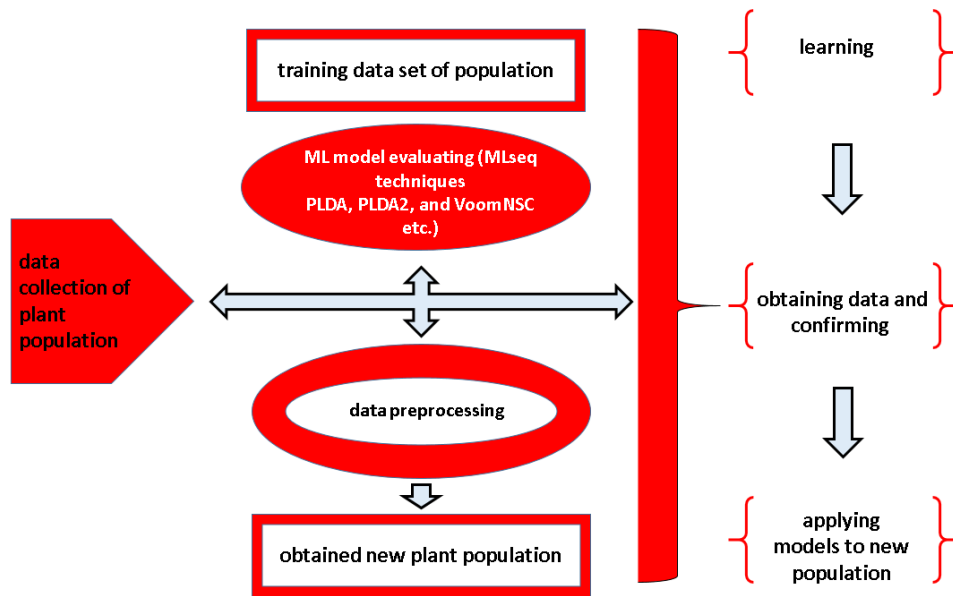 training data set of population
ML model evaluating (MLseq
techniques
PLDA, PLDA2, and VoomNSC
etc.)
data
collection of
plant
population
data preprocessing
obtained new plant population
learning
obtaining data and
confirming
applying
models to new
population